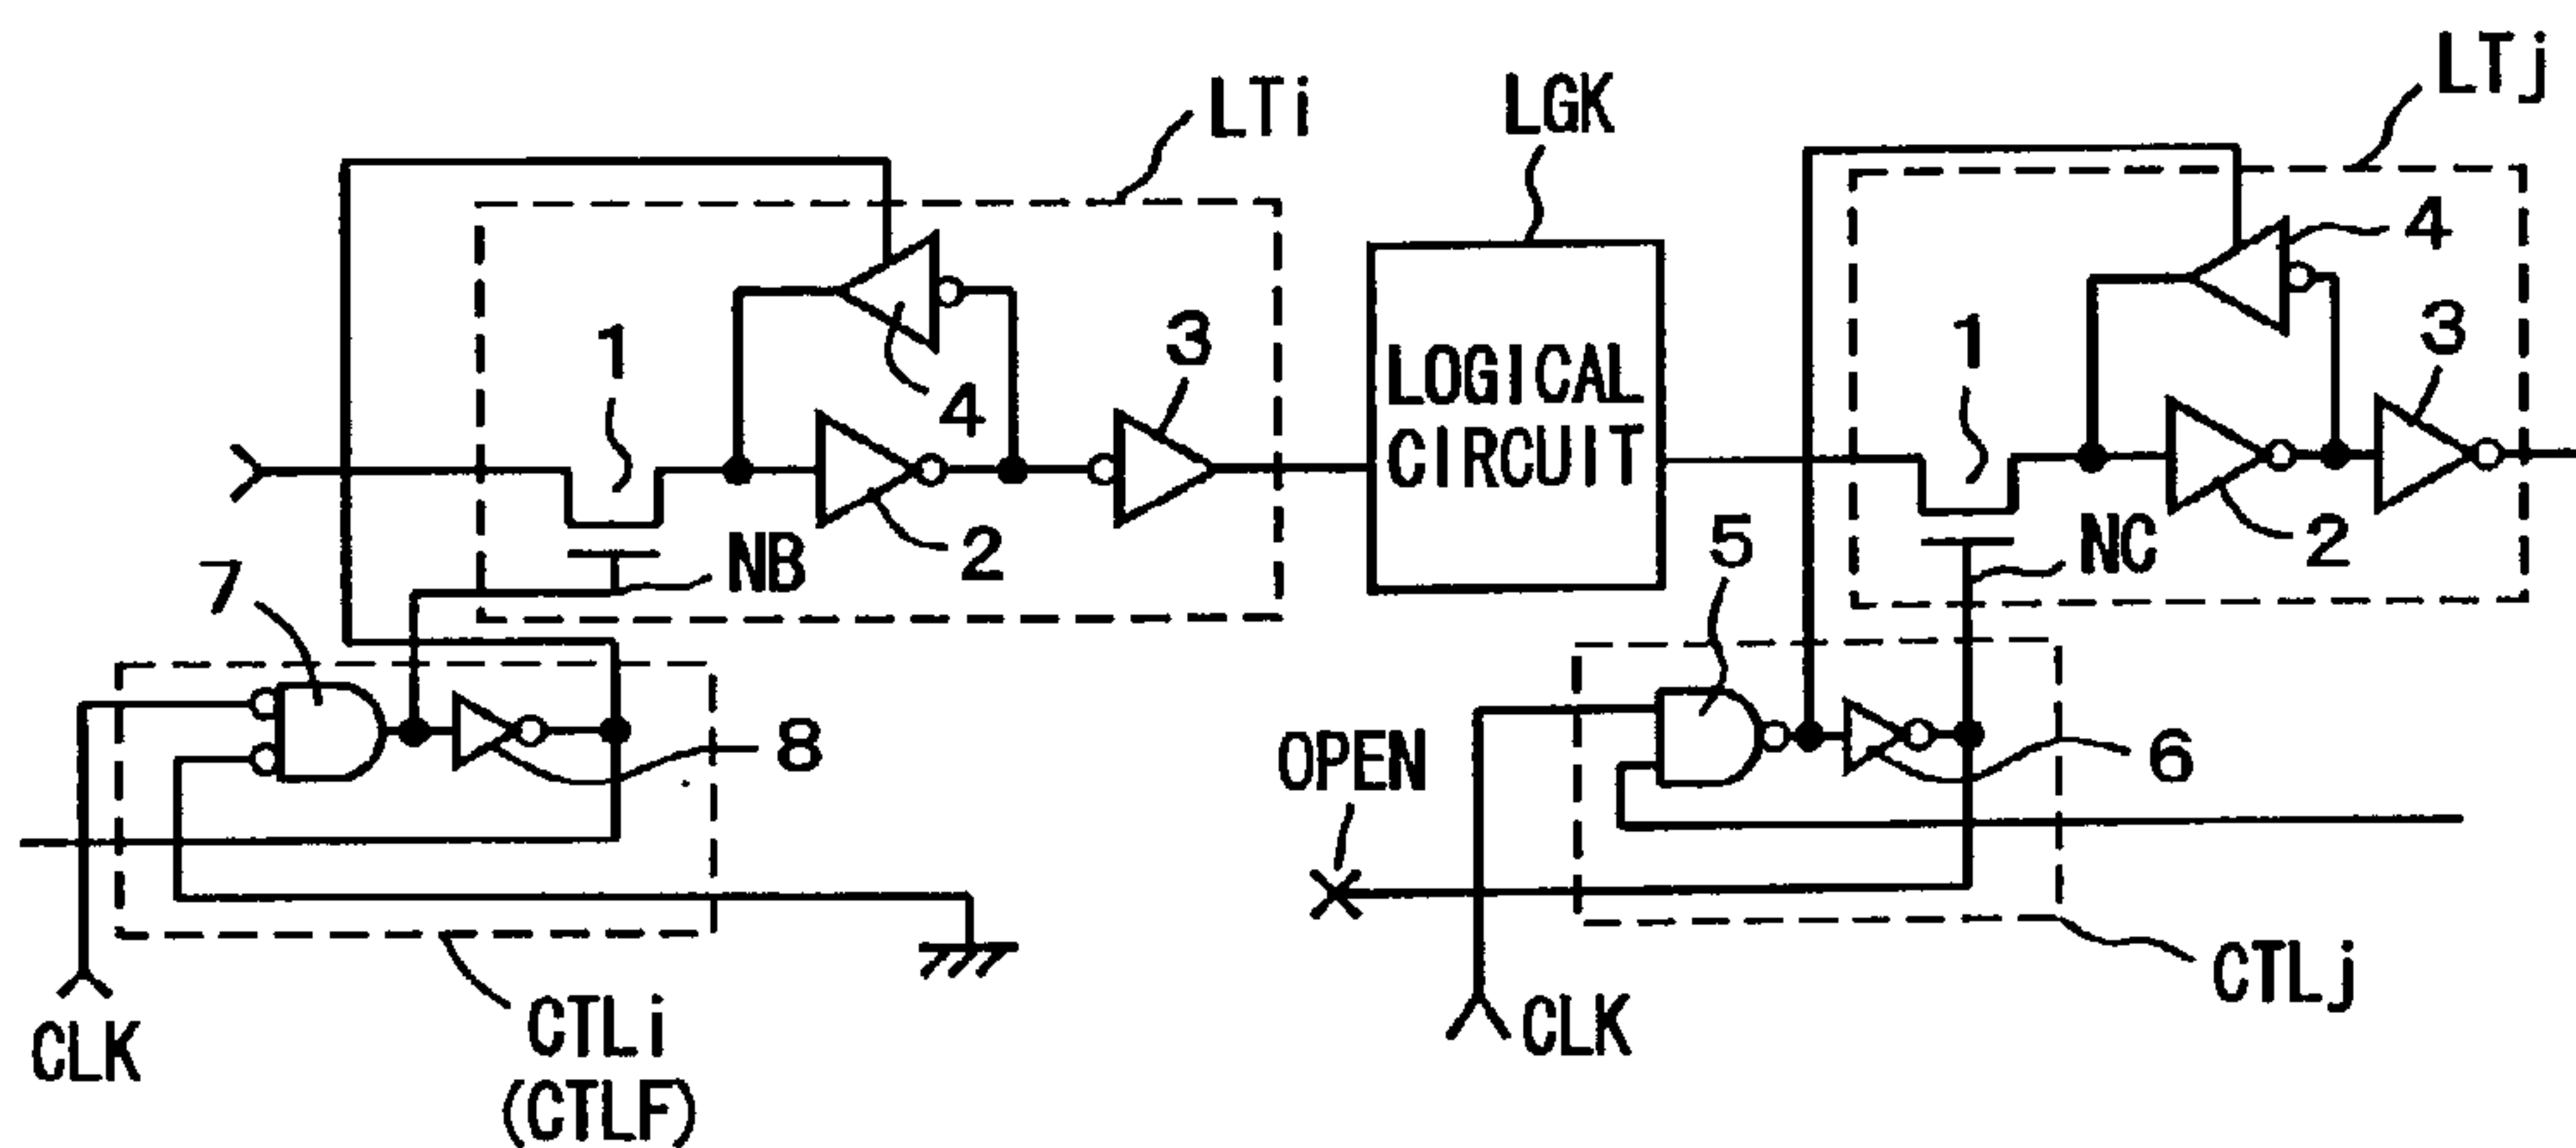 LTi
LGK
LTj
4
3
1
3
1
4
LOGICAL
CIRCUIT
NB
2
5
NC
2
7
8
OPEN
6
CTLi
(CTLF)
CTLj
CLK
CLK